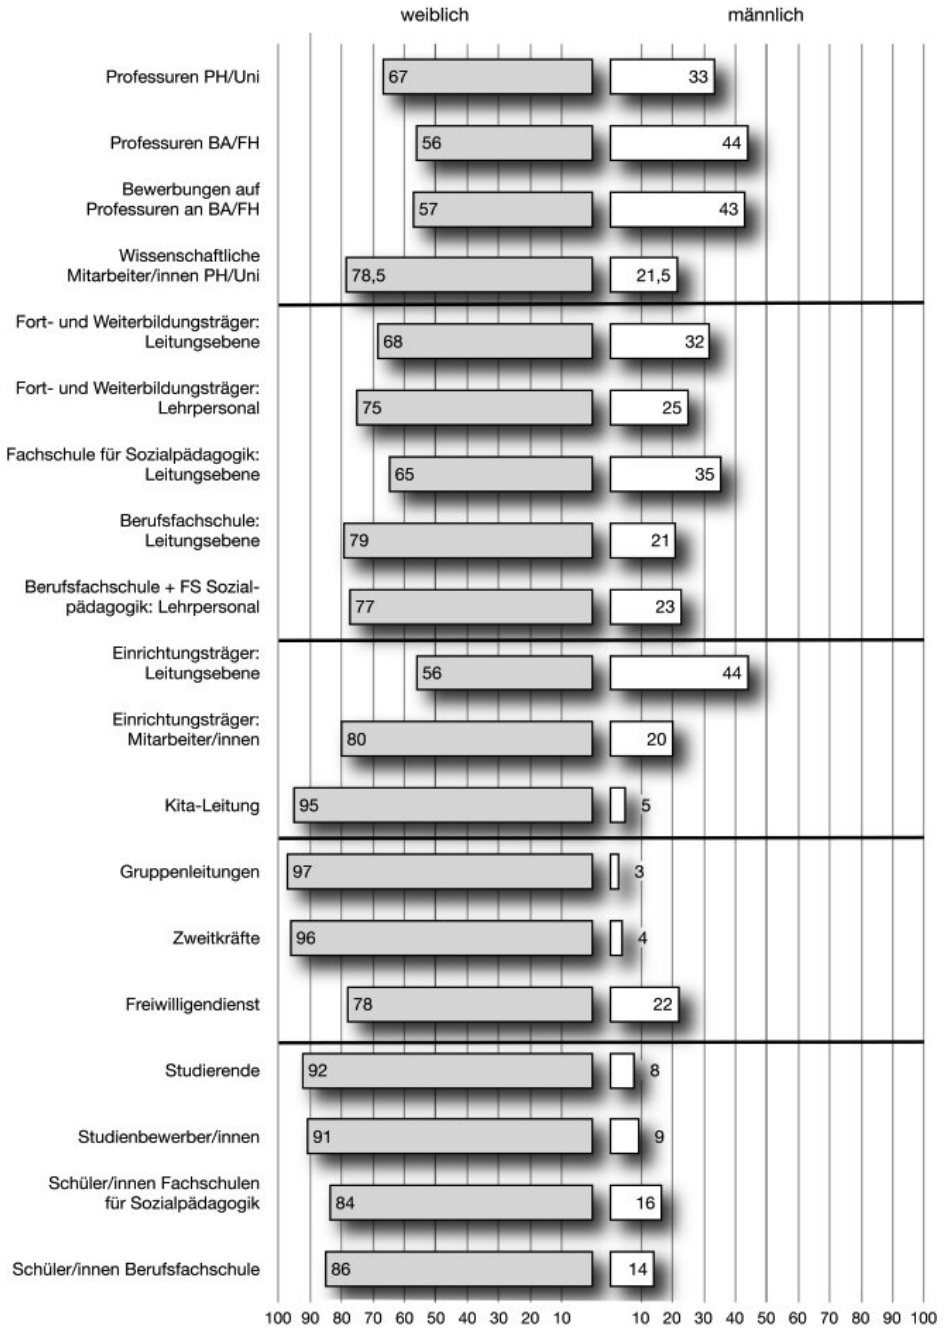 weiblich männlich
Professuren PH/Uni 67 33
Professuren BA/FH 56 44
Bewerbungen auf
Professuren an BA/FH 57 43
Wissenschaftliche
Mitarbeiter/innen PH/Uni 78,5 21,5
Fort- und Weiterbildungsträger:
Leitungsebene 68 32
Fort- und Weiterbildungsträger:
Lehrpersonal 75 25
Fachschule für Sozialpädagogik:
Leitungsebene 65 35
Berufsfachschule:
Leitungsebene 79 21
Berufsfachschule + FS Sozial-
pädagogik: Lehrpersonal 77 23
Einrichtungsträger:
Leitungsebene 56 44
Einrichtungsträger:
Mitarbeiter/innen 80 20
Kita-Leitung 95 5
Gruppenleitungen 97 3
Zweitkräfte 96 4
Freiwilligendienst 78 22
Studierende 92 8
Studienbewerber/innen 91 9
Schüler/innen Fachschulen
für Sozialpädagogik 84 16
Schüler/innen Berufsfachschule 86 14
100 90 80 70 60 50 40 30 20 10 10 20 30 40 50 60 70 80 90 100